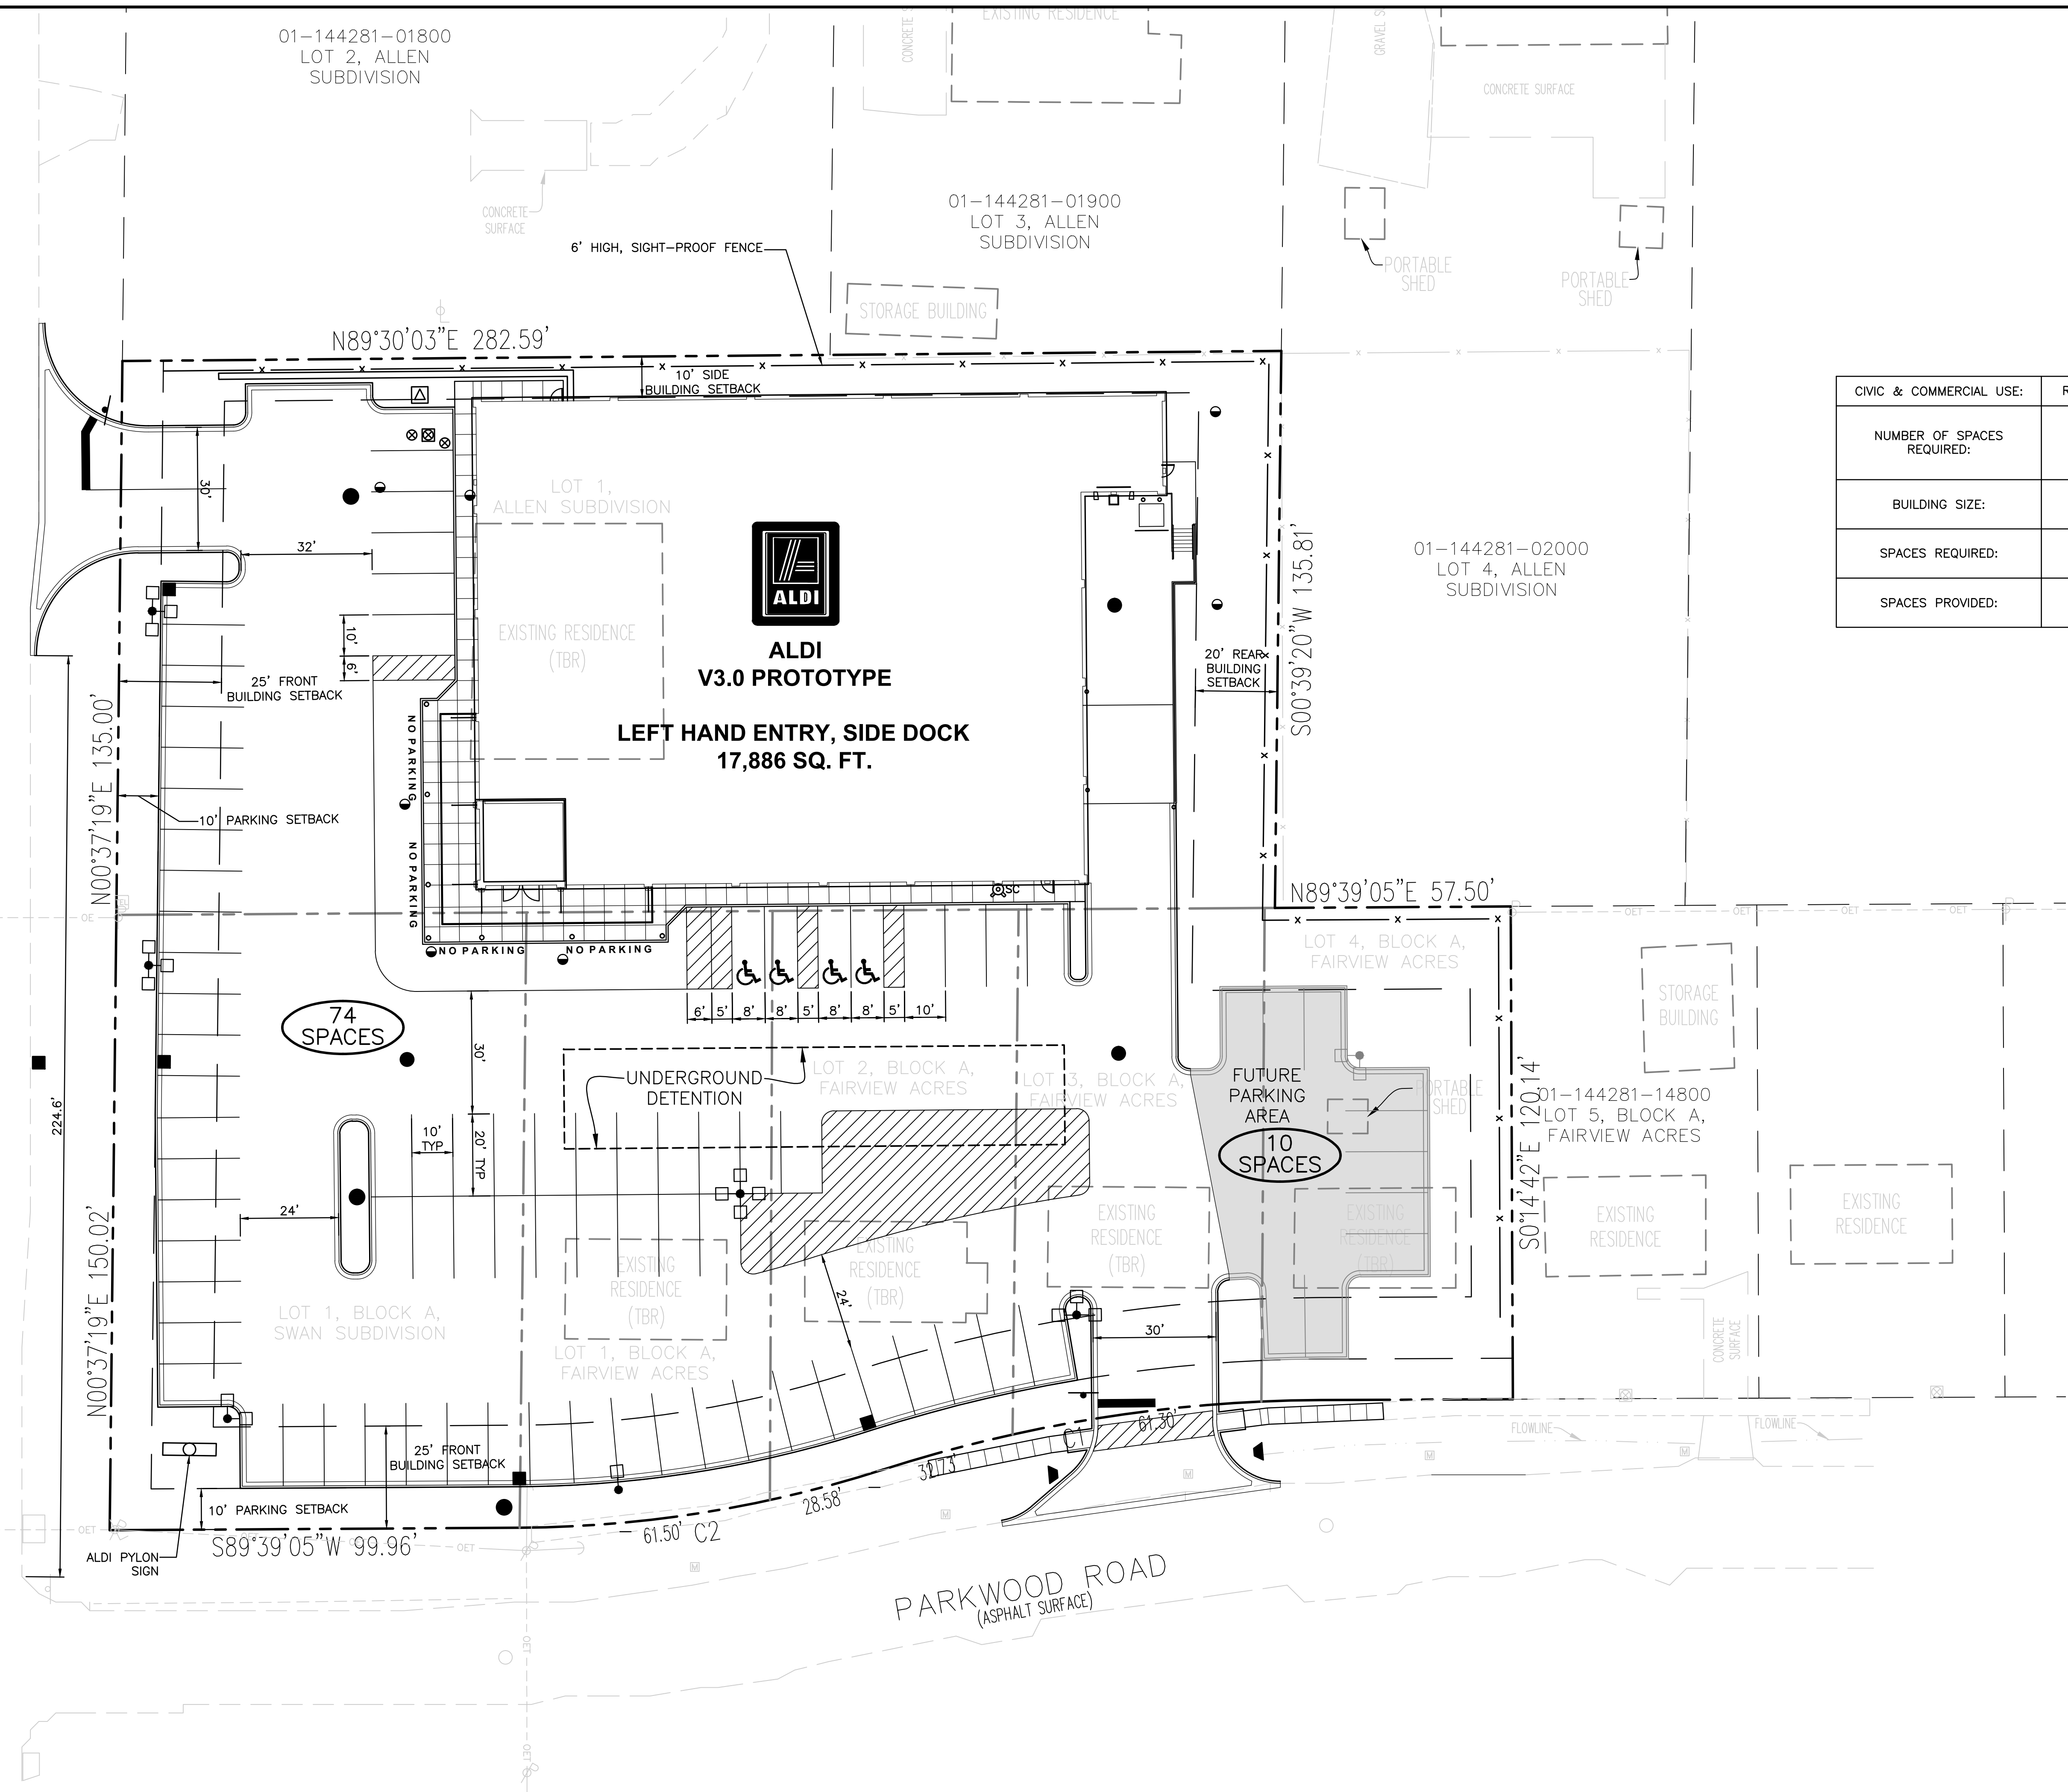 EXISTING RESIDENCE
01-144281-01800
LOT 2, ALLEN
SUBDIVISION
CONCRETE SURFACE
CONCRETE
SURFACE
01-144281-01900
LOT 3, ALLEN
SUBDIVISION
6' HIGH, SIGHT-PROOF FENCE
PORTABLE
SHED
PORTABLE
SHED
STORAGE BUILDING
N89°30'03"E 282.59'
10' SIDE
BUILDING SETBACK
CIVIC & COMMERCIAL USE:
R
NUMBER OF SPACES
REQUIRED:
BUILDING SIZE:
SPACES REQUIRED:
SPACES PROVIDED:
30'
32'
LOT 1,
ALLEN SUBDIVISION
EXISTING RESIDENCE
(TBR)
ALDI
ALDI
V3.0 PROTOTYPE
LEFT HAND ENTRY, SIDE DOCK
17,886 SQ. FT.
S00°39'20"W 135.81'
01-144281-02000
LOT 4, ALLEN
SUBDIVISION
10'
6'
25' FRONT
BUILDING SETBACK
20' REAR
BUILDING
SETBACK
N00°37'19"E 135.00'
10' PARKING SETBACK
NO PARKING
NO PARKING
SC
NO PARKING
NO PARKING
N89°39'05"E 57.50'
OE
OET
OET
OET
OET
LOT 4, BLOCK A,
FAIRVIEW ACRES
STORAGE
BUILDING
6'
5'
8'
8'
5'
8'
8'
5'
10'
74
SPACES
30'
UNDERGROUND
DETENTION
LOT 2, BLOCK A,
FAIRVIEW ACRES
LOT 3, BLOCK A,
FAIRVIEW ACRES
FUTURE
PARKING
AREA
10
SPACES
PORTABLE
SHED
01-144281-14800
LOT 5, BLOCK A,
FAIRVIEW ACRES
S0°14'42"E 120.14'
224.6'
10'
TYP
20' TYP
24'
N00°37'19"E 150.02'
EXISTING
RESIDENCE
(TBR)
EXISTING
RESIDENCE
(TBR)
EXISTING
RESIDENCE
(TBR)
EXISTING
RESIDENCE
(TBR)
EXISTING
RESIDENCE
EXISTING
RESIDENCE
LOT 1, BLOCK A,
SWAN SUBDIVISION
LOT 1, BLOCK A,
FAIRVIEW ACRES
24'
30'
CONCRETE
SURFACE
FLOWLINE
FLOWLINE
25' FRONT
BUILDING SETBACK
10' PARKING SETBACK
ALDI PYLON
SIGN
S89°39'05"W 99.96'
OET
OET
61.50' C2
28.58'
C1
61.30'
PARKWOOD ROAD
(ASPHALT SURFACE)
OET
OET